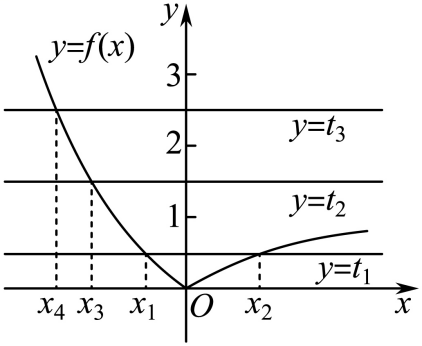 y
y=f(x)
3
y=t₃
2
y=t₂
1
y=t₁
x₄ x₃ x₁ O x₂ x